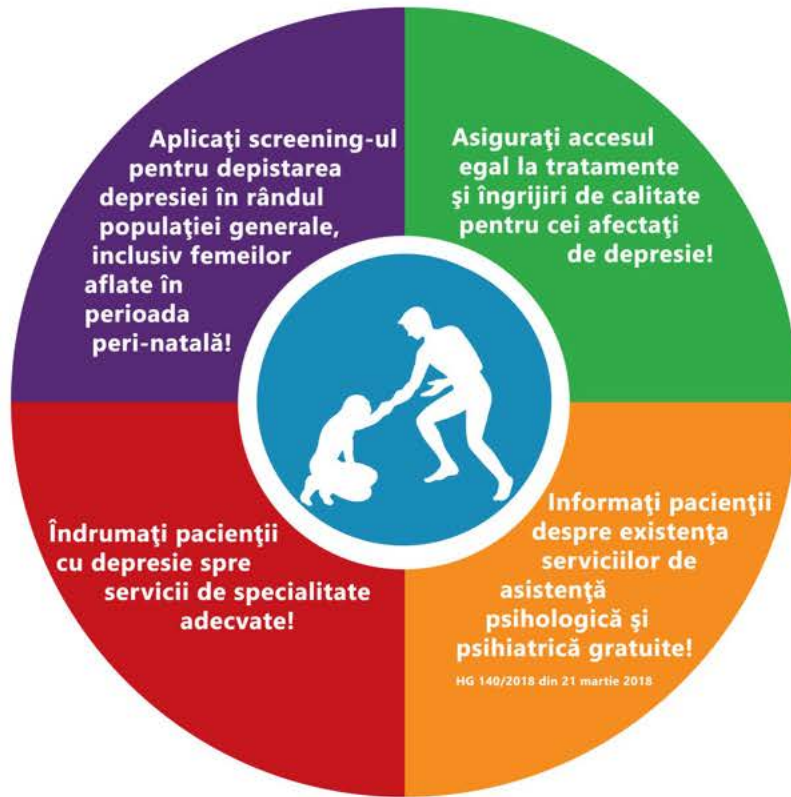 Aplicaţi screening-ul
pentru depistarea
depresiei în rândul
populaţiei generale,
inclusiv femeilor
aflate în
perioada
peri-natală!
Asiguraţi accesul
egal la tratamente
şi îngrijiri de calitate
pentru cei afectaţi
de depresie!
Îndrumaţi pacienţii
cu depresie spre
servicii de specialitate
adecvate!
Informaţi pacienţii
despre existenţa
serviciilor de
asistenţă
psihologică şi
psihiatrică gratuite!
HG 140/2018 din 21 martie 2018